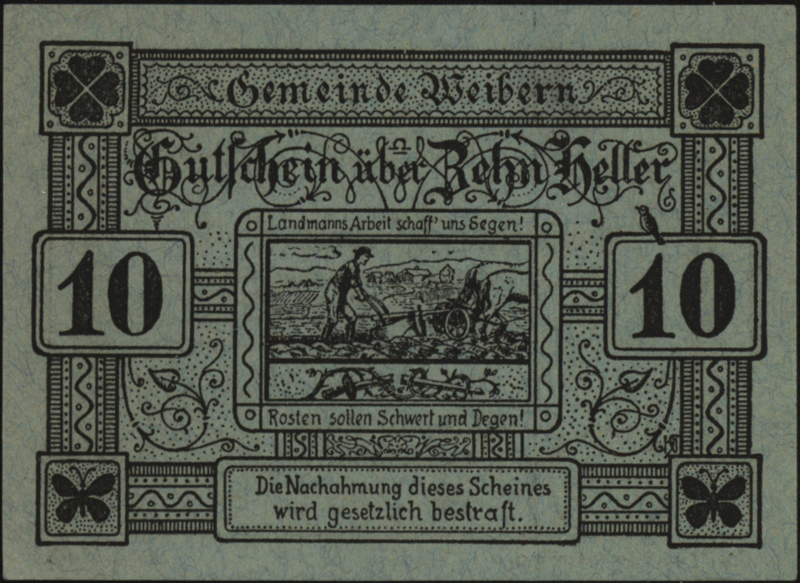 Gemeinde Weibern
Gutschein über Zehn Heller
Landmanns Arbeit schaff' uns Segen!
10
10
Rosten sollen Schwert und Degen!
Die Nachahmung dieses Scheines
wird gesetzlich bestraft.